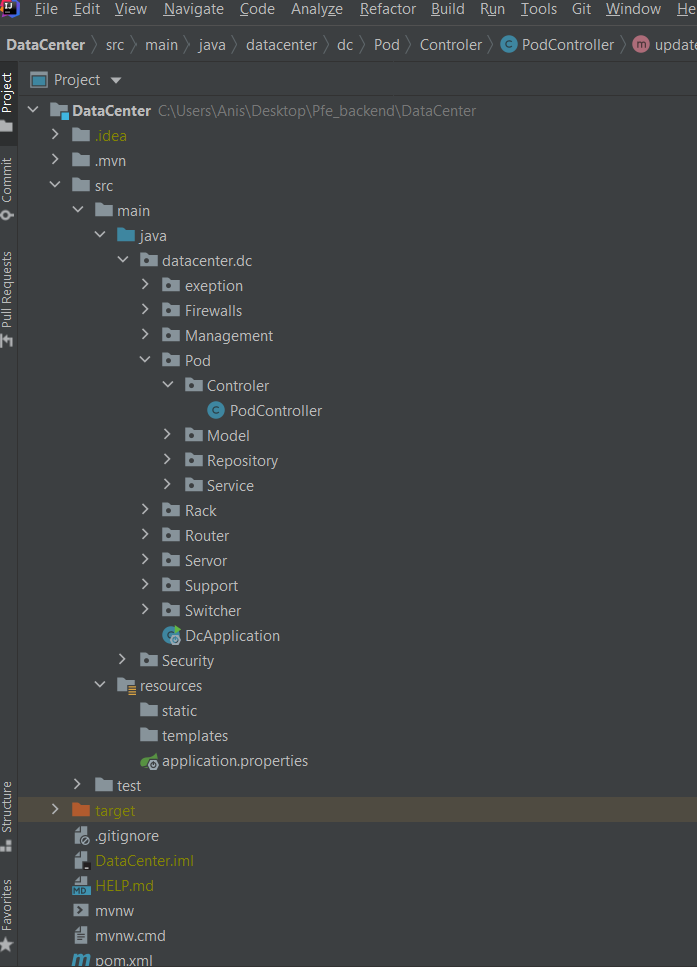 File Edit View Navigate Code Analyze Refactor Build Run Tools Git Window He
DataCenter src main java datacenter dc Pod Controler PodController update
Project
Project
DataCenter C:\Users\Anis\Desktop\Pfe_backend\DataCenter
.idea
.mvn
Commit
src
main
java
datacenter.dc
Pull Requests
exeption
Firewalls
Management
Pod
Controler
PodController
Model
Repository
Service
Rack
Router
Servor
Support
Switcher
DcApplication
Security
resources
static
templates
application.properties
test
Structure
target
.gitignore
DataCenter.iml
HELP.md
Favorites
mvnw
mvnw.cmd
pom.xml